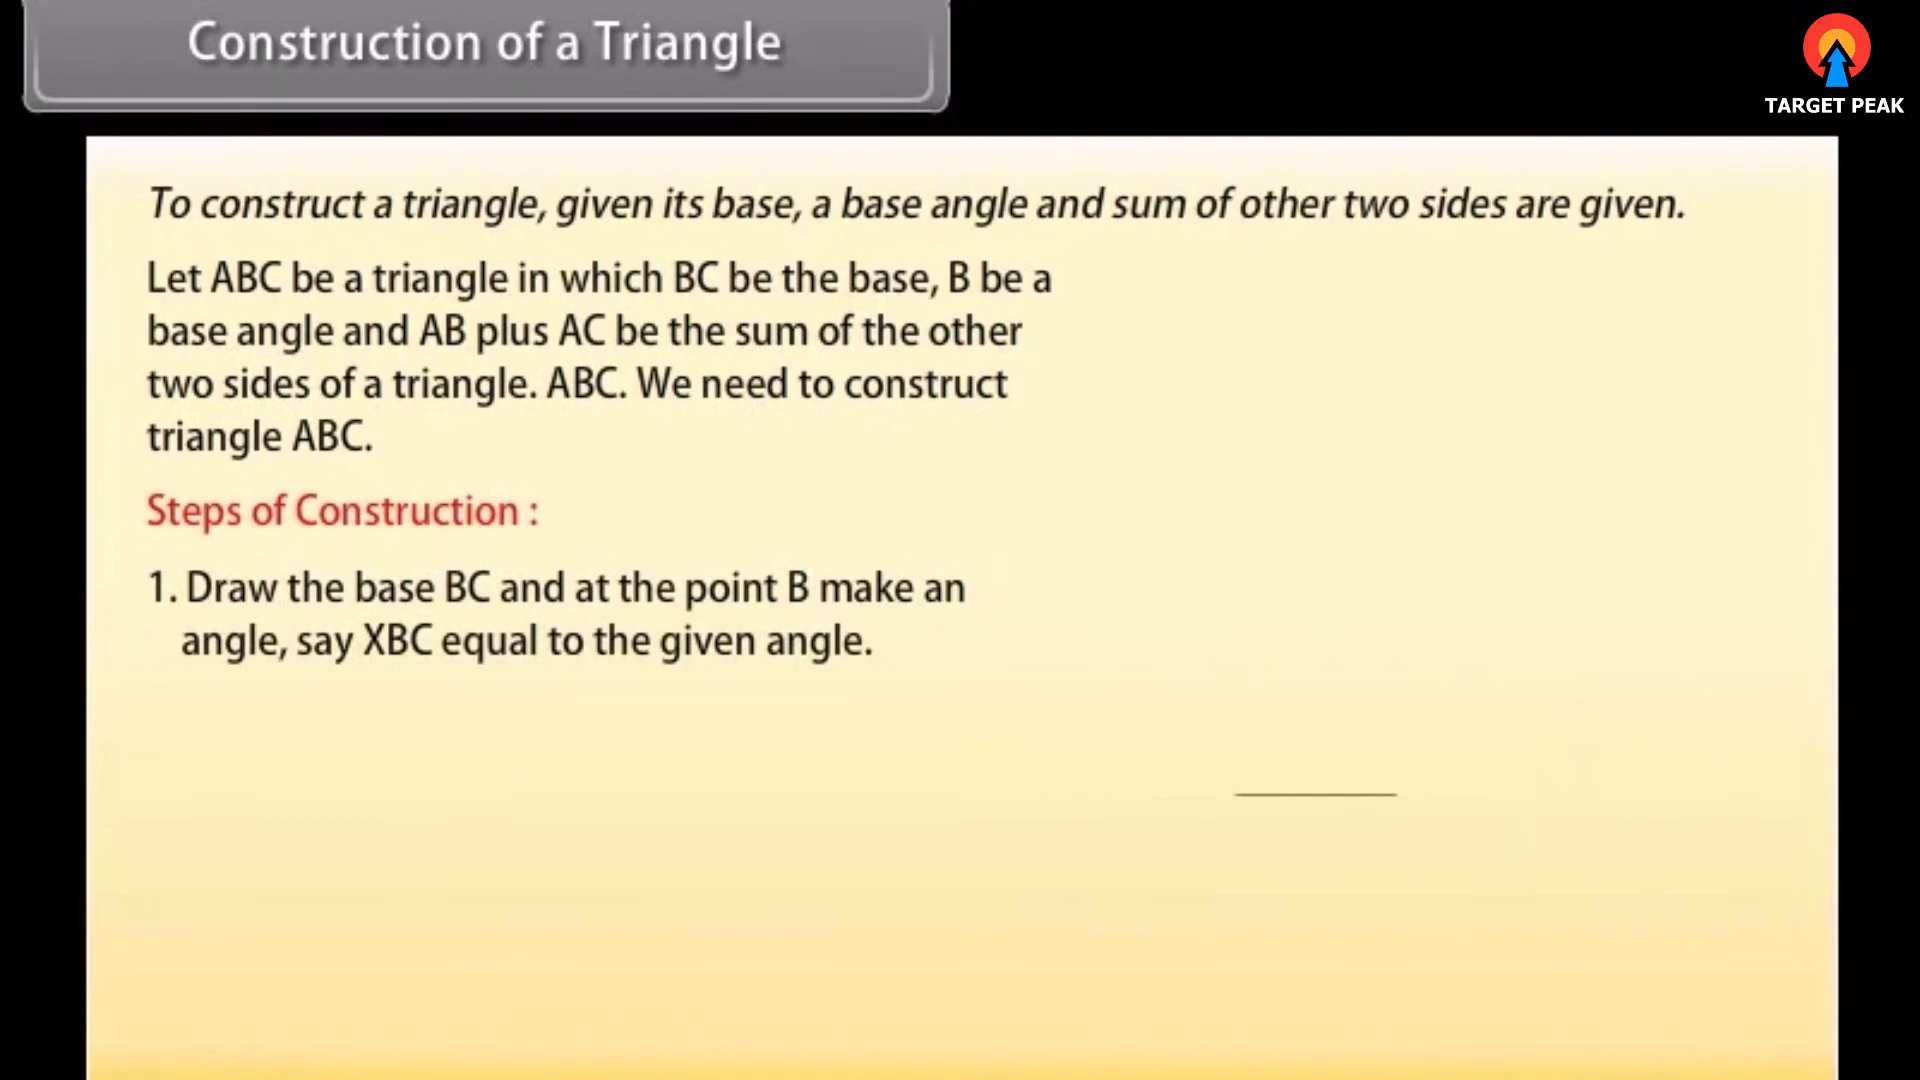 Construction of a Triangle
TARGET PEAK
To construct a triangle, given its base, a base angle and sum of other two sides are given.
Let ABC be a triangle in which BC be the base, B be a
base angle and AB plus AC be the sum of the other
two sides of a triangle. ABC. We need to construct
triangle ABC.
Steps of Construction :
1. Draw the base BC and at the point B make an
angle, say XBC equal to the given angle.